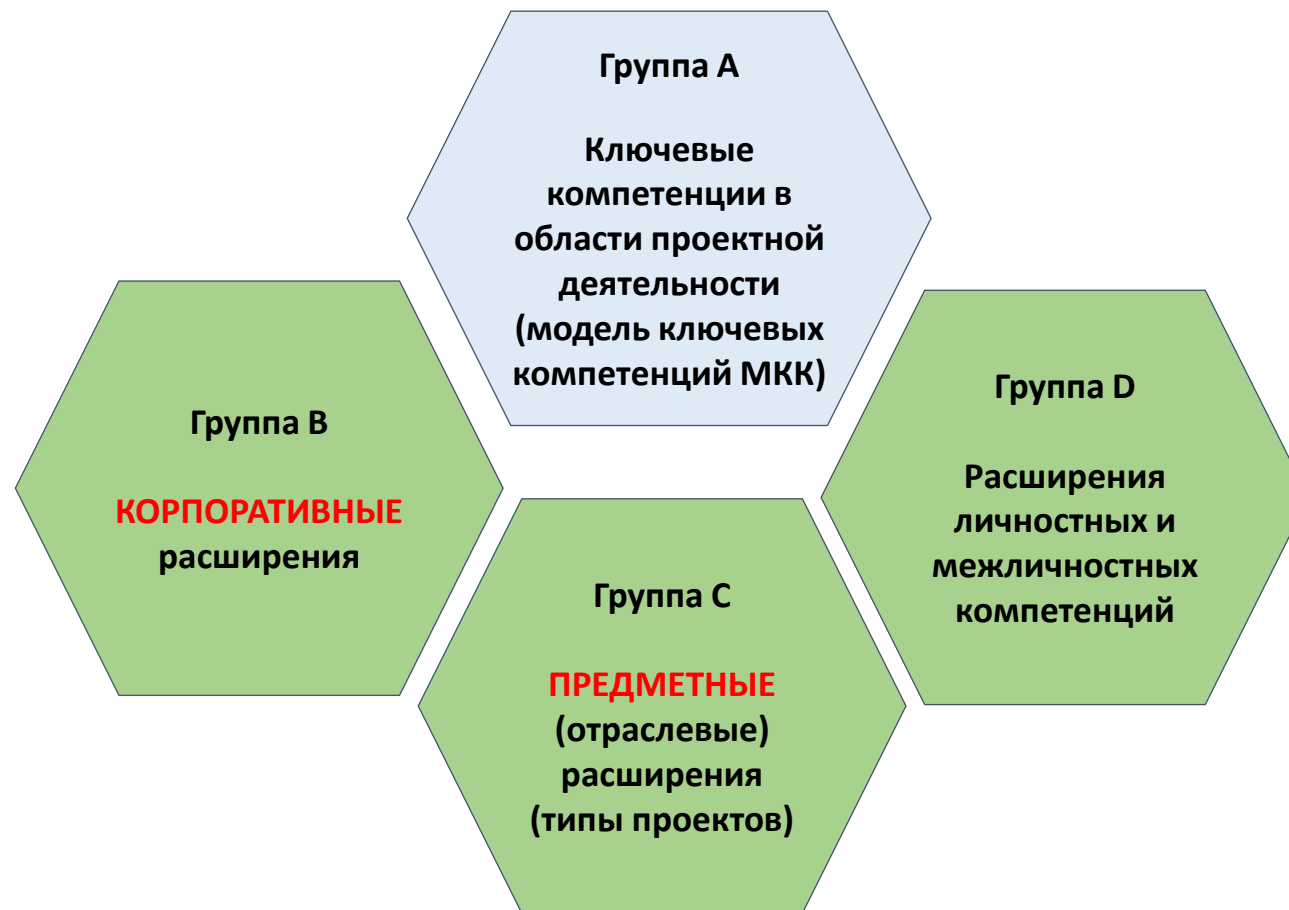 Группа А
Ключевые
компетенции в
области проектной
деятельности
(модель ключевых
компетенций МКК)
Группа B
КОРПОРАТИВНЫЕ
расширения
Группа C
ПРЕДМЕТНЫЕ
(отраслевые)
расширения
(типы проектов)
Группа D
Расширения
личностных и
межличностных
компетенций